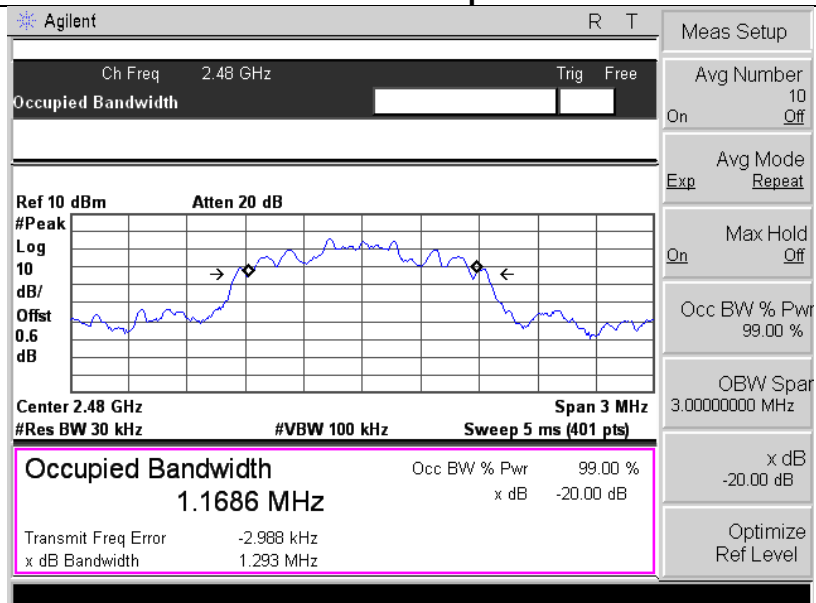 Agilent R T
Ch Freq 2.48 GHz Trig Free
Occupied Bandwidth
Ref 10 dBm Atten 20 dB
#Peak
Log
10
dB/
Offst
0.6
dB
Center 2.48 GHz Span 3 MHz
#Res BW 30 kHz #VBW 100 kHz Sweep 5 ms (401 pts)
Occupied Bandwidth Occ BW % Pwr 99.00 %
1.1686 MHz x dB -20.00 dB
Transmit Freq Error -2.988 kHz
x dB Bandwidth 1.293 MHz
Meas Setup
Avg Number
10
On Off
Avg Mode
Exp Repeat
Max Hold
On Off
Occ BW % Pwr
99.00 %
OBW Span
3.00000000 MHz
x dB
-20.00 dB
Optimize
Ref Level